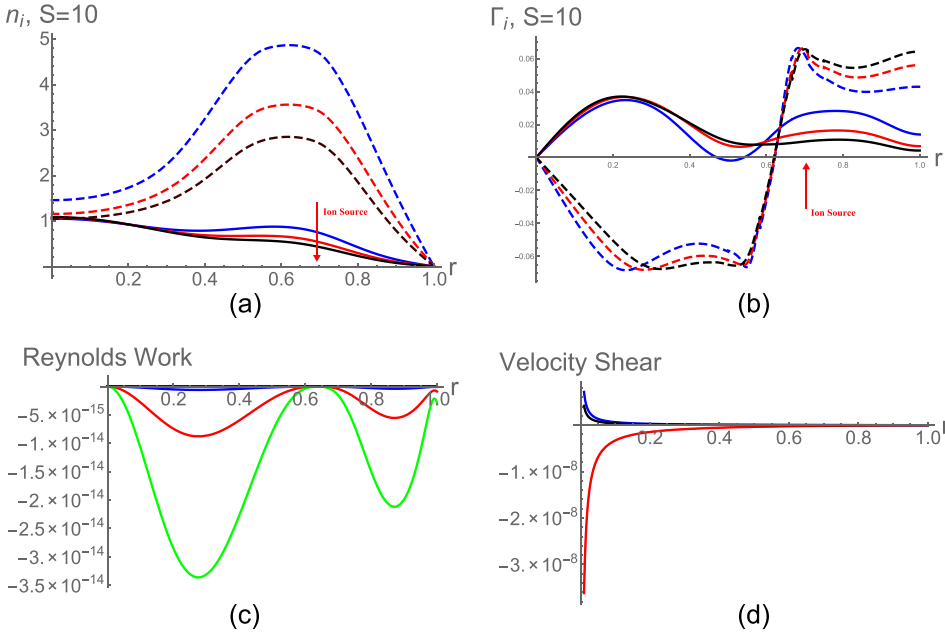 nᵢ, S=10
5
4
3
2
1
Ion Source
r
0.2 0.4 0.6 0.8 1.0
(a)
Γᵢ, S=10
0.06
0.04
0.02
r
0.2 0.4 0.6 0.8 1.0
-0.02
Ion Source
-0.04
-0.06
(b)
Reynolds Work
r
0.2 0.4 0.6 0.8 1.0
-5. × 10⁻¹⁵
-1. × 10⁻¹⁴
-1.5 × 10⁻¹⁴
-2. × 10⁻¹⁴
-2.5 × 10⁻¹⁴
-3. × 10⁻¹⁴
-3.5 × 10⁻¹⁴
(c)
Velocity Shear
r
0.2 0.4 0.6 0.8 1.0
-1. × 10⁻⁸
-2. × 10⁻⁸
-3. × 10⁻⁸
(d)